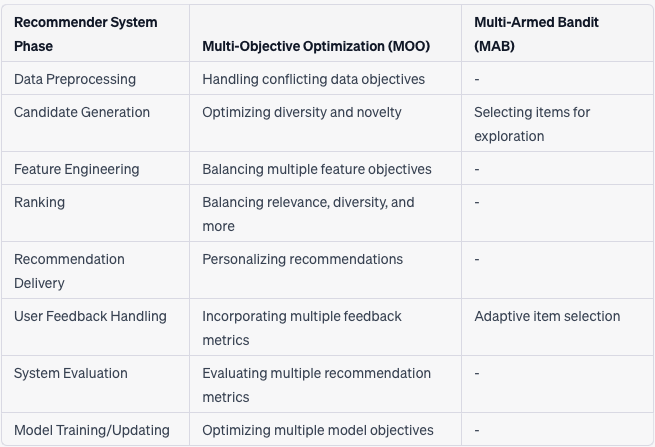 Recommender System
Phase
Multi-Objective Optimization (MOO)
Multi-Armed Bandit
(MAB)
Data Preprocessing
Handling conflicting data objectives
-
Candidate Generation
Optimizing diversity and novelty
Selecting items for
exploration
Feature Engineering
Balancing multiple feature objectives
-
Ranking
Balancing relevance, diversity, and
more
-
Recommendation
Delivery
Personalizing recommendations
-
User Feedback Handling
Incorporating multiple feedback
metrics
Adaptive item selection
System Evaluation
Evaluating multiple recommendation
metrics
-
Model Training/Updating
Optimizing multiple model objectives
-